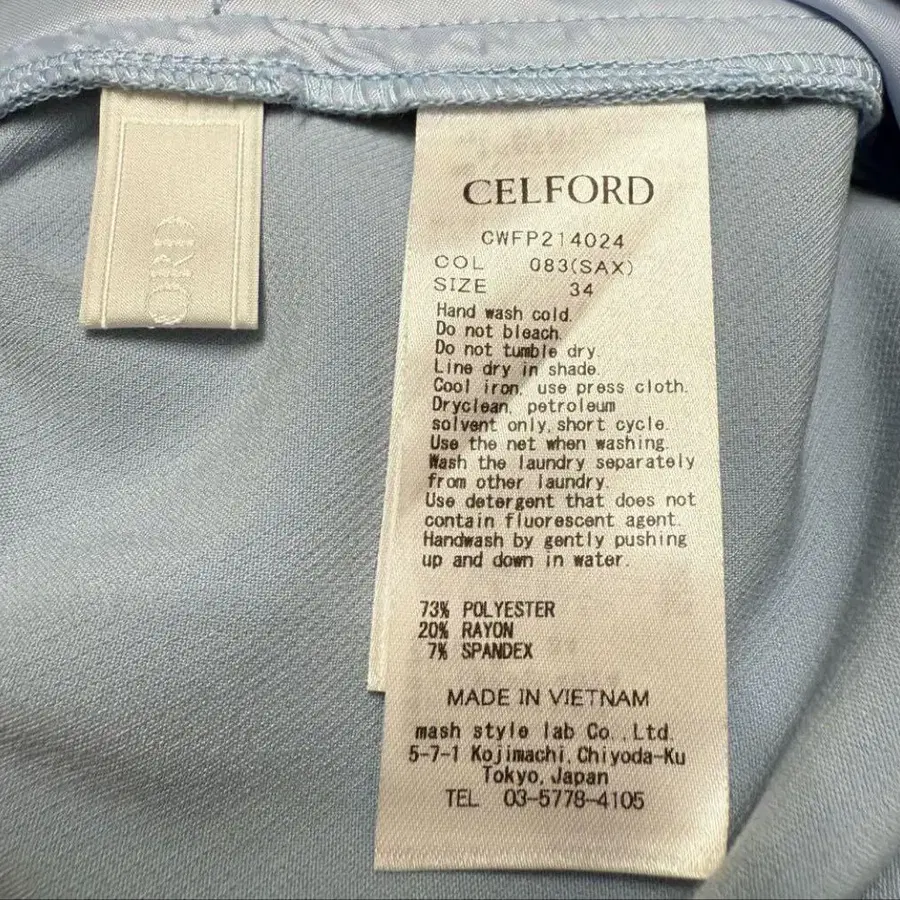 CELFORD
CWFP214024
COL 083(SAX)
SIZE 34
Hand wash cold.
Do not bleach.
Do not tumble dry.
Line dry in shade.
Cool iron, use press cloth.
Dryclean, petroleum
solvent only, short cycle.
Use the net when washing.
Wash the laundry separately
from other laundry.
Use detergent that does not
contain fluorescent agent.
Handwash by gently pushing
up and down in water.
73% POLYESTER
20% RAYON
7% SPANDEX
MADE IN VIETNAM
mash style lab Co.,Ltd.
5-7-1 Kojimachi, Chiyoda-Ku
Tokyo, Japan
TEL 03-5778-4105